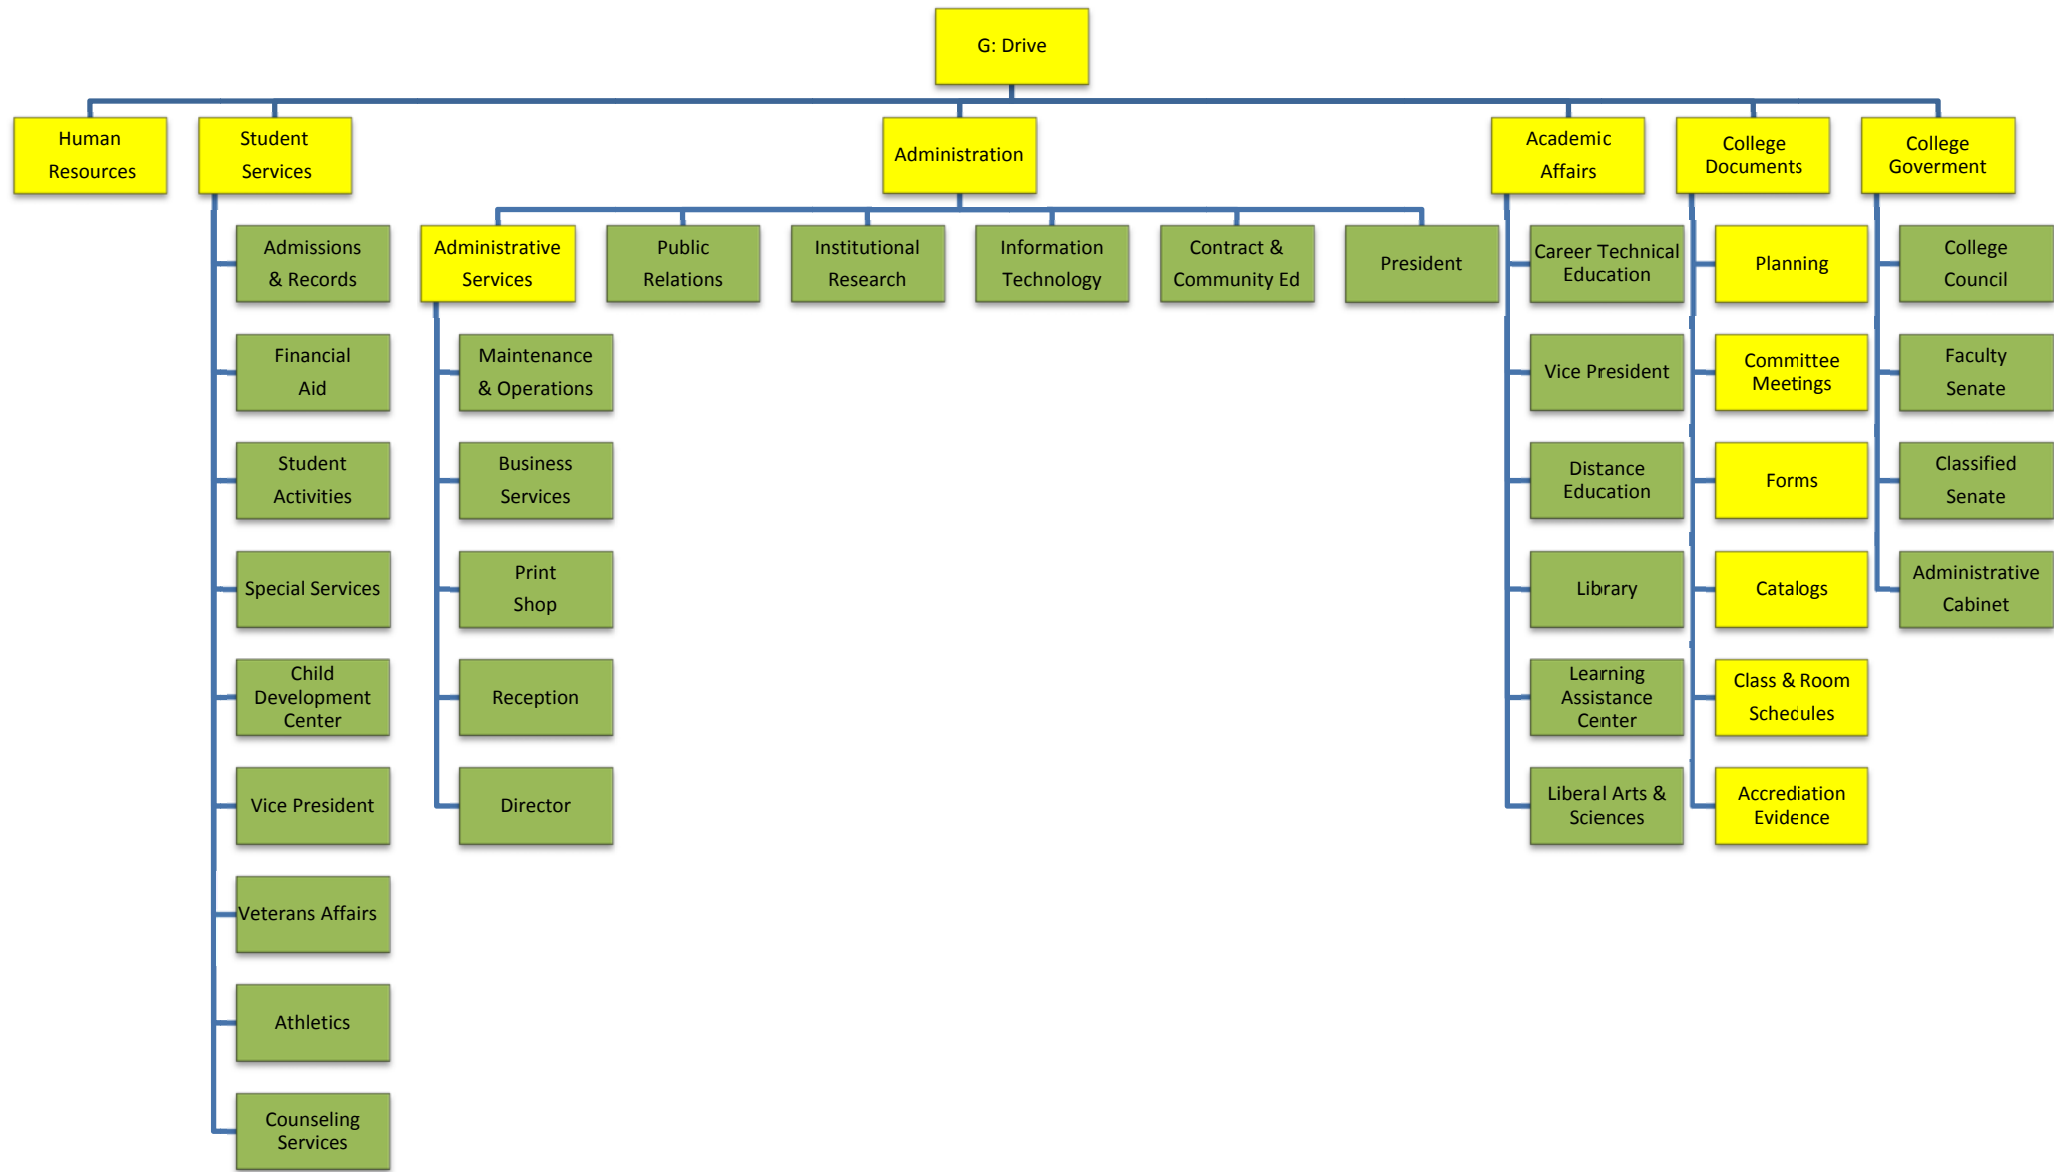 G: Drive
Human
Resources
Student
Services
Administration
Academic
Affairs
College
Documents
College
Goverment
Admissions
& Records
Financial
Aid
Student
Activities
Special Services
Child
Development
Center
Vice President
Veterans Affairs
Athletics
Counseling
Services
Administrative
Services
Public
Relations
Institutional
Research
Information
Technology
Contract &
Community Ed
President
Maintenance
& Operations
Business
Services
Print
Shop
Reception
Director
Career Technical
Education
Vice President
Distance
Education
Library
Learning
Assistance
Center
Liberal Arts &
Sciences
Planning
Committee
Meetings
Forms
Catalogs
Class & Room
Schedules
Accrediation
Evidence
College
Council
Faculty
Senate
Classified
Senate
Administrative
Cabinet